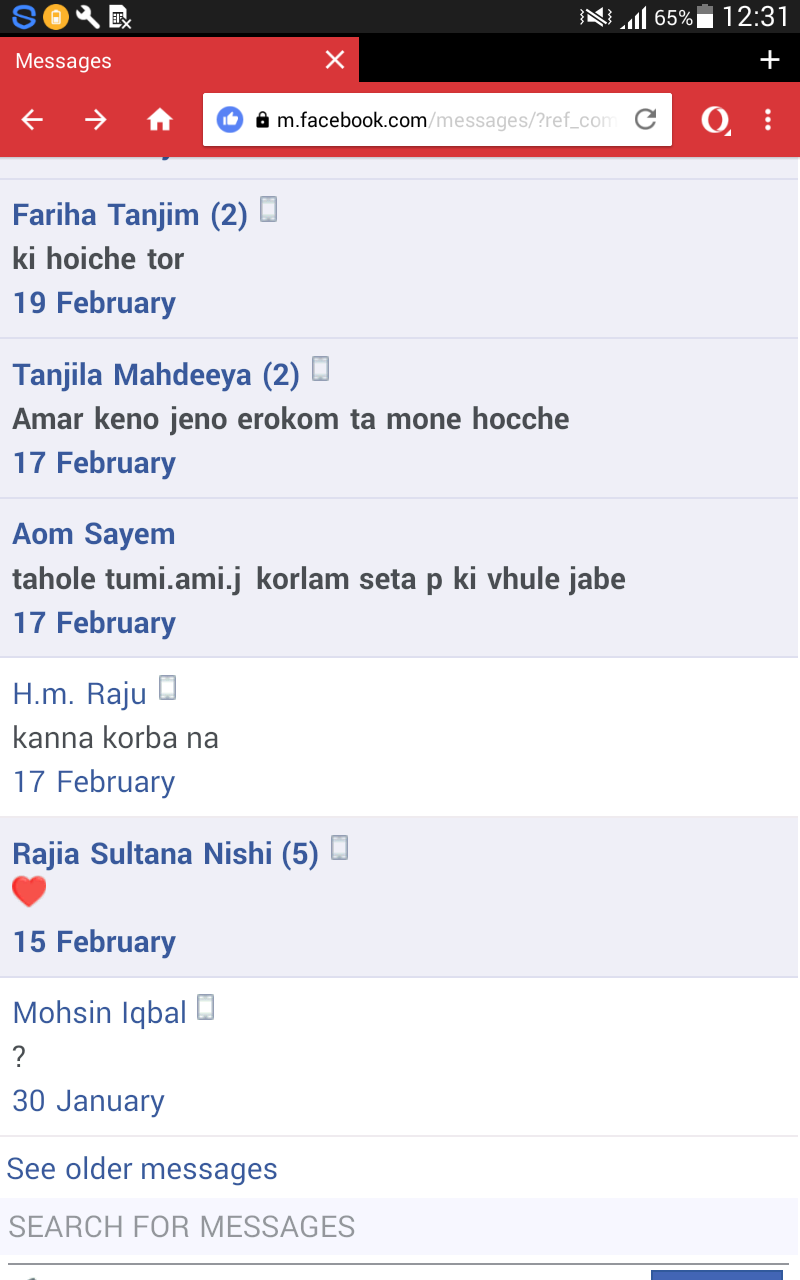 65% 12:31
Messages
m.facebook.com/messages/?ref_com
Fariha Tanjim (2)
ki hoiche tor
19 February
Tanjila Mahdeeya (2)
Amar keno jeno erokom ta mone hocche
17 February
Aom Sayem
tahole tumi.ami.j korlam seta p ki vhule jabe
17 February
H.m. Raju
kanna korba na
17 February
Rajia Sultana Nishi (5)
❤
15 February
Mohsin Iqbal
?
30 January
See older messages
SEARCH FOR MESSAGES